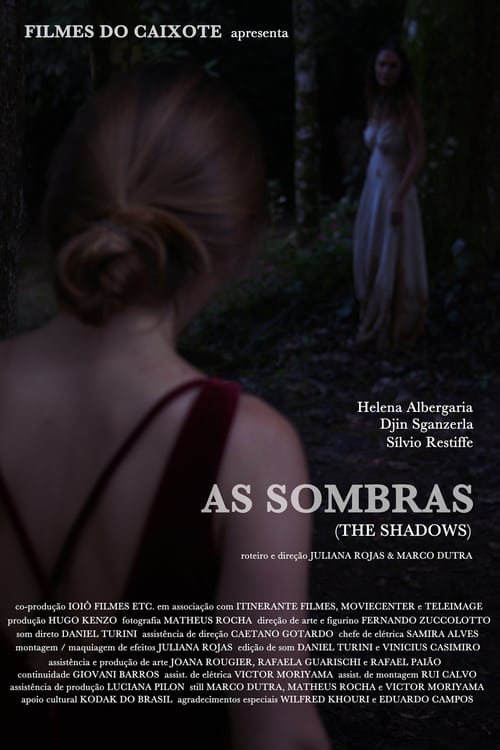 FILMES DO CAIXOTE apresenta
Helena Albergaria
Djin Sganzerla
Sílvio Restiffe
AS SOMBRAS
(THE SHADOWS)
roteiro e direção JULIANA ROJAS & MARCO DUTRA
co-produção IOIÔ FILMES ETC. em associação com ITINERANTE FILMES, MOVIECENTER e TELEIMAGE
produção HUGO KENZO fotografia MATHEUS ROCHA direção de arte e figurino FERNANDO ZUCCOLOTTO
som direto DANIEL TURINI assistência de direção CAETANO GOTARDO chefe de elétrica SAMIRA ALVES
montagem / maquiagem de efeitos JULIANA ROJAS edição de som DANIEL TURINI e VINICIUS CASIMIRO
assistência e produção de arte JOANA ROUGIER, RAFAELA GUARISCHI e RAFAEL PAIÃO
continuidade GIOVANI BARROS assist. de elétrica VICTOR MORIYAMA assist. de montagem RUI CALVO
assistência de produção LUCIANA PILON still MARCO DUTRA, MATHEUS ROCHA e VICTOR MORIYAMA
apoio cultural KODAK DO BRASIL agradecimentos especiais WILFRED KHOURI e EDUARDO CAMPOS